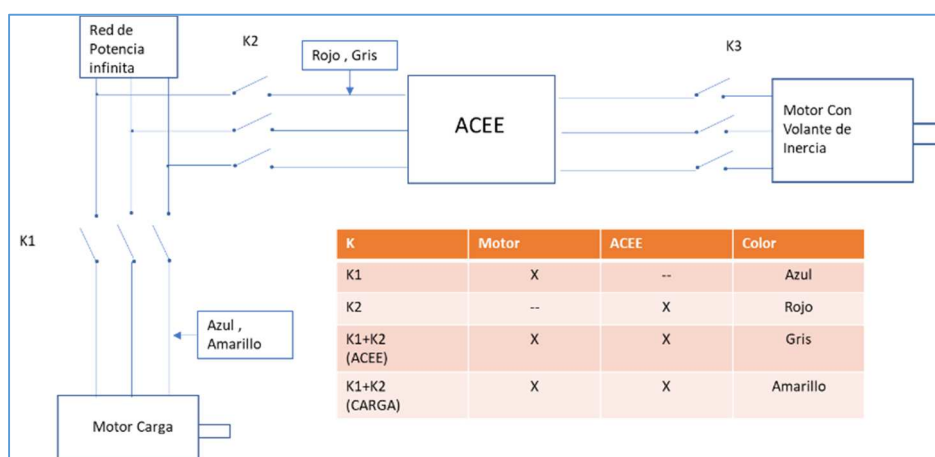 Red de
Potencia
infinita
K2
Rojo , Gris
K3
ACEE
Motor Con
Volante de
Inercia
K1
Azul ,
Amarillo
Motor Carga
K Motor ACEE Color
K1 X -- Azul
K2 -- X Rojo
K1+K2
(ACEE) X X Gris
K1+K2
(CARGA) X X Amarillo